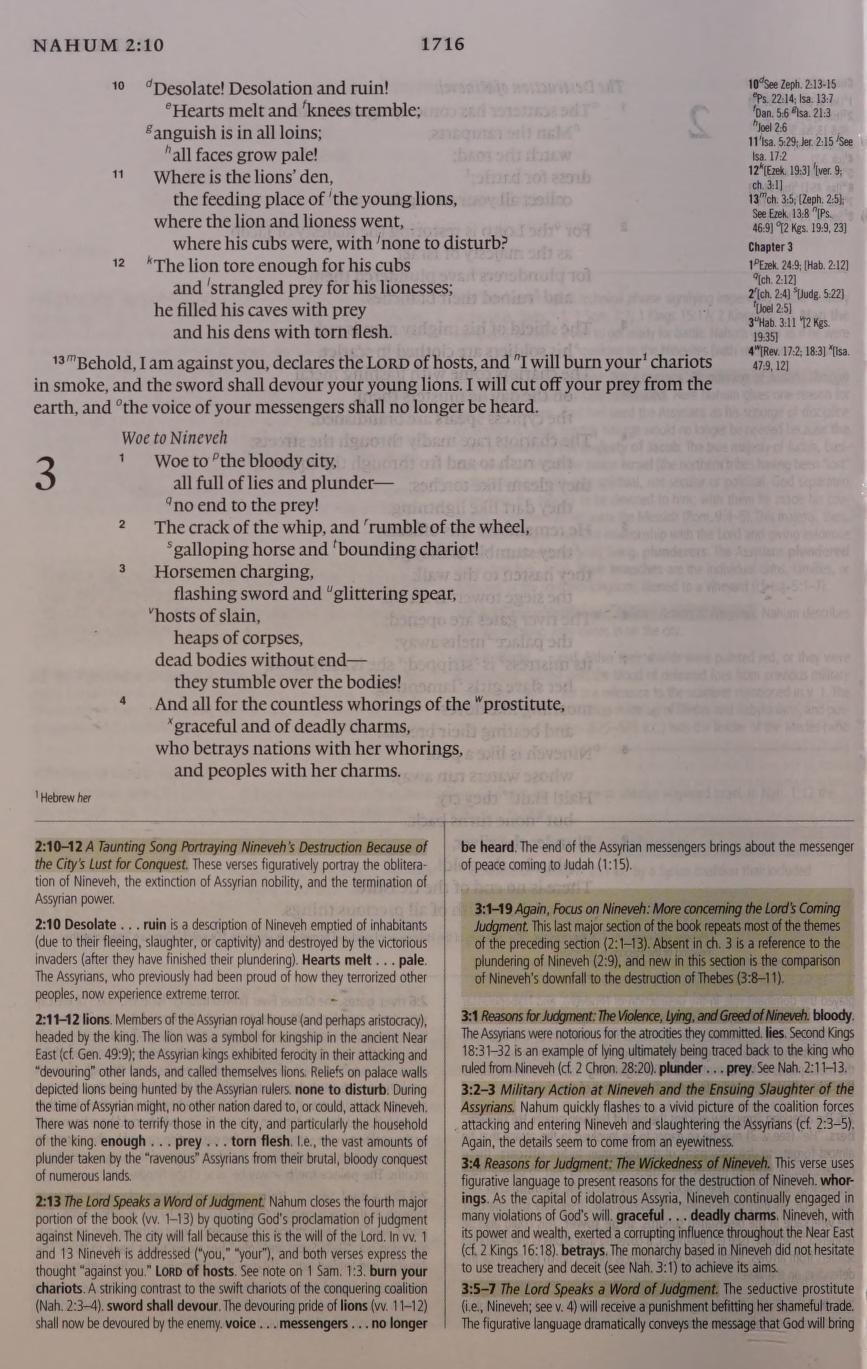 NAHUM 2:10
1716
10 dDesolate! Desolation and ruin!
eHearts melt and fknees tremble;
ganguish is in all loins;
hall faces grow pale!
11 Where is the lions' den,
the feeding place of ithe young lions,
where the lion and lioness went,
where his cubs were, with jnone to disturb?
12 kThe lion tore enough for his cubs
and lstrangled prey for his lionesses;
he filled his caves with prey
and his dens with torn flesh.
13 mBehold, I am against you, declares the LORD of hosts, and nI will burn your1 chariots
in smoke, and the sword shall devour your young lions. I will cut off your prey from the
earth, and othe voice of your messengers shall no longer be heard.
Woe to Nineveh
3
1 Woe to pthe bloody city,
all full of lies and plunder—
qno end to the prey!
2 The crack of the whip, and rrumble of the wheel,
sgalloping horse and tbounding chariot!
3 Horsemen charging,
flashing sword and uglittering spear,
vhosts of slain,
heaps of corpses,
dead bodies without end—
they stumble over the bodies!
4 And all for the countless whorings of the wprostitute,
xgraceful and of deadly charms,
who betrays nations with her whorings,
and peoples with her charms.
1 Hebrew her
10 dSee Zeph. 2:13-15
ePs. 22:14; Isa. 13:7
fDan. 5:6 gIsa. 21:3
hJoel 2:6
11 iIsa. 5:29; Jer. 2:15 jSee
Isa. 17:2
12 k[Ezek. 19:3] l[ver. 9;
ch. 3:1]
13 mch. 3:5; [Zeph. 2:5];
See Ezek. 13:8 n[Ps.
46:9] o[2 Kgs. 19:9, 23]
Chapter 3
1 pEzek. 24:9; [Hab. 2:12]
q[ch. 2:12]
2 r[ch. 2:4] s[Judg. 5:22]
t[Joel 2:5]
3 uHab. 3:11 v[2 Kgs.
19:35]
4 w[Rev. 17:2; 18:3] x[Isa.
47:9, 12]
2:10–12 A Taunting Song Portraying Nineveh's Destruction Because of
the City's Lust for Conquest. These verses figuratively portray the oblitera-
tion of Nineveh, the extinction of Assyrian nobility, and the termination of
Assyrian power.
2:10 Desolate . . . ruin is a description of Nineveh emptied of inhabitants
(due to their fleeing, slaughter, or captivity) and destroyed by the victorious
invaders (after they have finished their plundering). Hearts melt . . . pale.
The Assyrians, who previously had been proud of how they terrorized other
peoples, now experience extreme terror.
2:11–12 lions. Members of the Assyrian royal house (and perhaps aristocracy),
headed by the king. The lion was a symbol for kingship in the ancient Near
East (cf. Gen. 49:9); the Assyrian kings exhibited ferocity in their attacking and
"devouring" other lands, and called themselves lions. Reliefs on palace walls
depicted lions being hunted by the Assyrian rulers. none to disturb. During
the time of Assyrian might, no other nation dared to, or could, attack Nineveh.
There was none to terrify those in the city, and particularly the household
of the king. enough . . . prey . . . torn flesh. I.e., the vast amounts of
plunder taken by the "ravenous" Assyrians from their brutal, bloody conquest
of numerous lands.
2:13 The Lord Speaks a Word of Judgment. Nahum closes the fourth major
portion of the book (vv. 1–13) by quoting God's proclamation of judgment
against Nineveh. The city will fall because this is the will of the Lord. In vv. 1
and 13 Nineveh is addressed ("you," "your"), and both verses express the
thought "against you." LORD of hosts. See note on 1 Sam. 1:3. burn your
chariots. A striking contrast to the swift chariots of the conquering coalition
(Nah. 2:3–4). sword shall devour. The devouring pride of lions (vv. 11–12)
shall now be devoured by the enemy. voice . . . messengers . . . no longer
be heard. The end of the Assyrian messengers brings about the messenger
of peace coming to Judah (1:15).
3:1–19 Again, Focus on Nineveh: More concerning the Lord's Coming
Judgment. This last major section of the book repeats most of the themes
of the preceding section (2:1–13). Absent in ch. 3 is a reference to the
plundering of Nineveh (2:9), and new in this section is the comparison
of Nineveh's downfall to the destruction of Thebes (3:8–11).
3:1 Reasons for Judgment: The Violence, Lying, and Greed of Nineveh. bloody.
The Assyrians were notorious for the atrocities they committed. lies. Second Kings
18:31–32 is an example of lying ultimately being traced back to the king who
ruled from Nineveh (cf. 2 Chron. 28:20). plunder . . . prey. See Nah. 2:11–13.
3:2–3 Military Action at Nineveh and the Ensuing Slaughter of the
Assyrians. Nahum quickly flashes to a vivid picture of the coalition forces
attacking and entering Nineveh and slaughtering the Assyrians (cf. 2:3–5).
Again, the details seem to come from an eyewitness.
3:4 Reasons for Judgment: The Wickedness of Nineveh. This verse uses
figurative language to present reasons for the destruction of Nineveh. whor-
ings. As the capital of idolatrous Assyria, Nineveh continually engaged in
many violations of God's will. graceful . . . deadly charms. Nineveh, with
its power and wealth, exerted a corrupting influence throughout the Near East
(cf. 2 Kings 16:18). betrays. The monarchy based in Nineveh did not hesitate
to use treachery and deceit (see Nah. 3:1) to achieve its aims.
3:5–7 The Lord Speaks a Word of Judgment. The seductive prostitute
(i.e., Nineveh; see v. 4) will receive a punishment befitting her shameful trade.
The figurative language dramatically conveys the message that God will bring